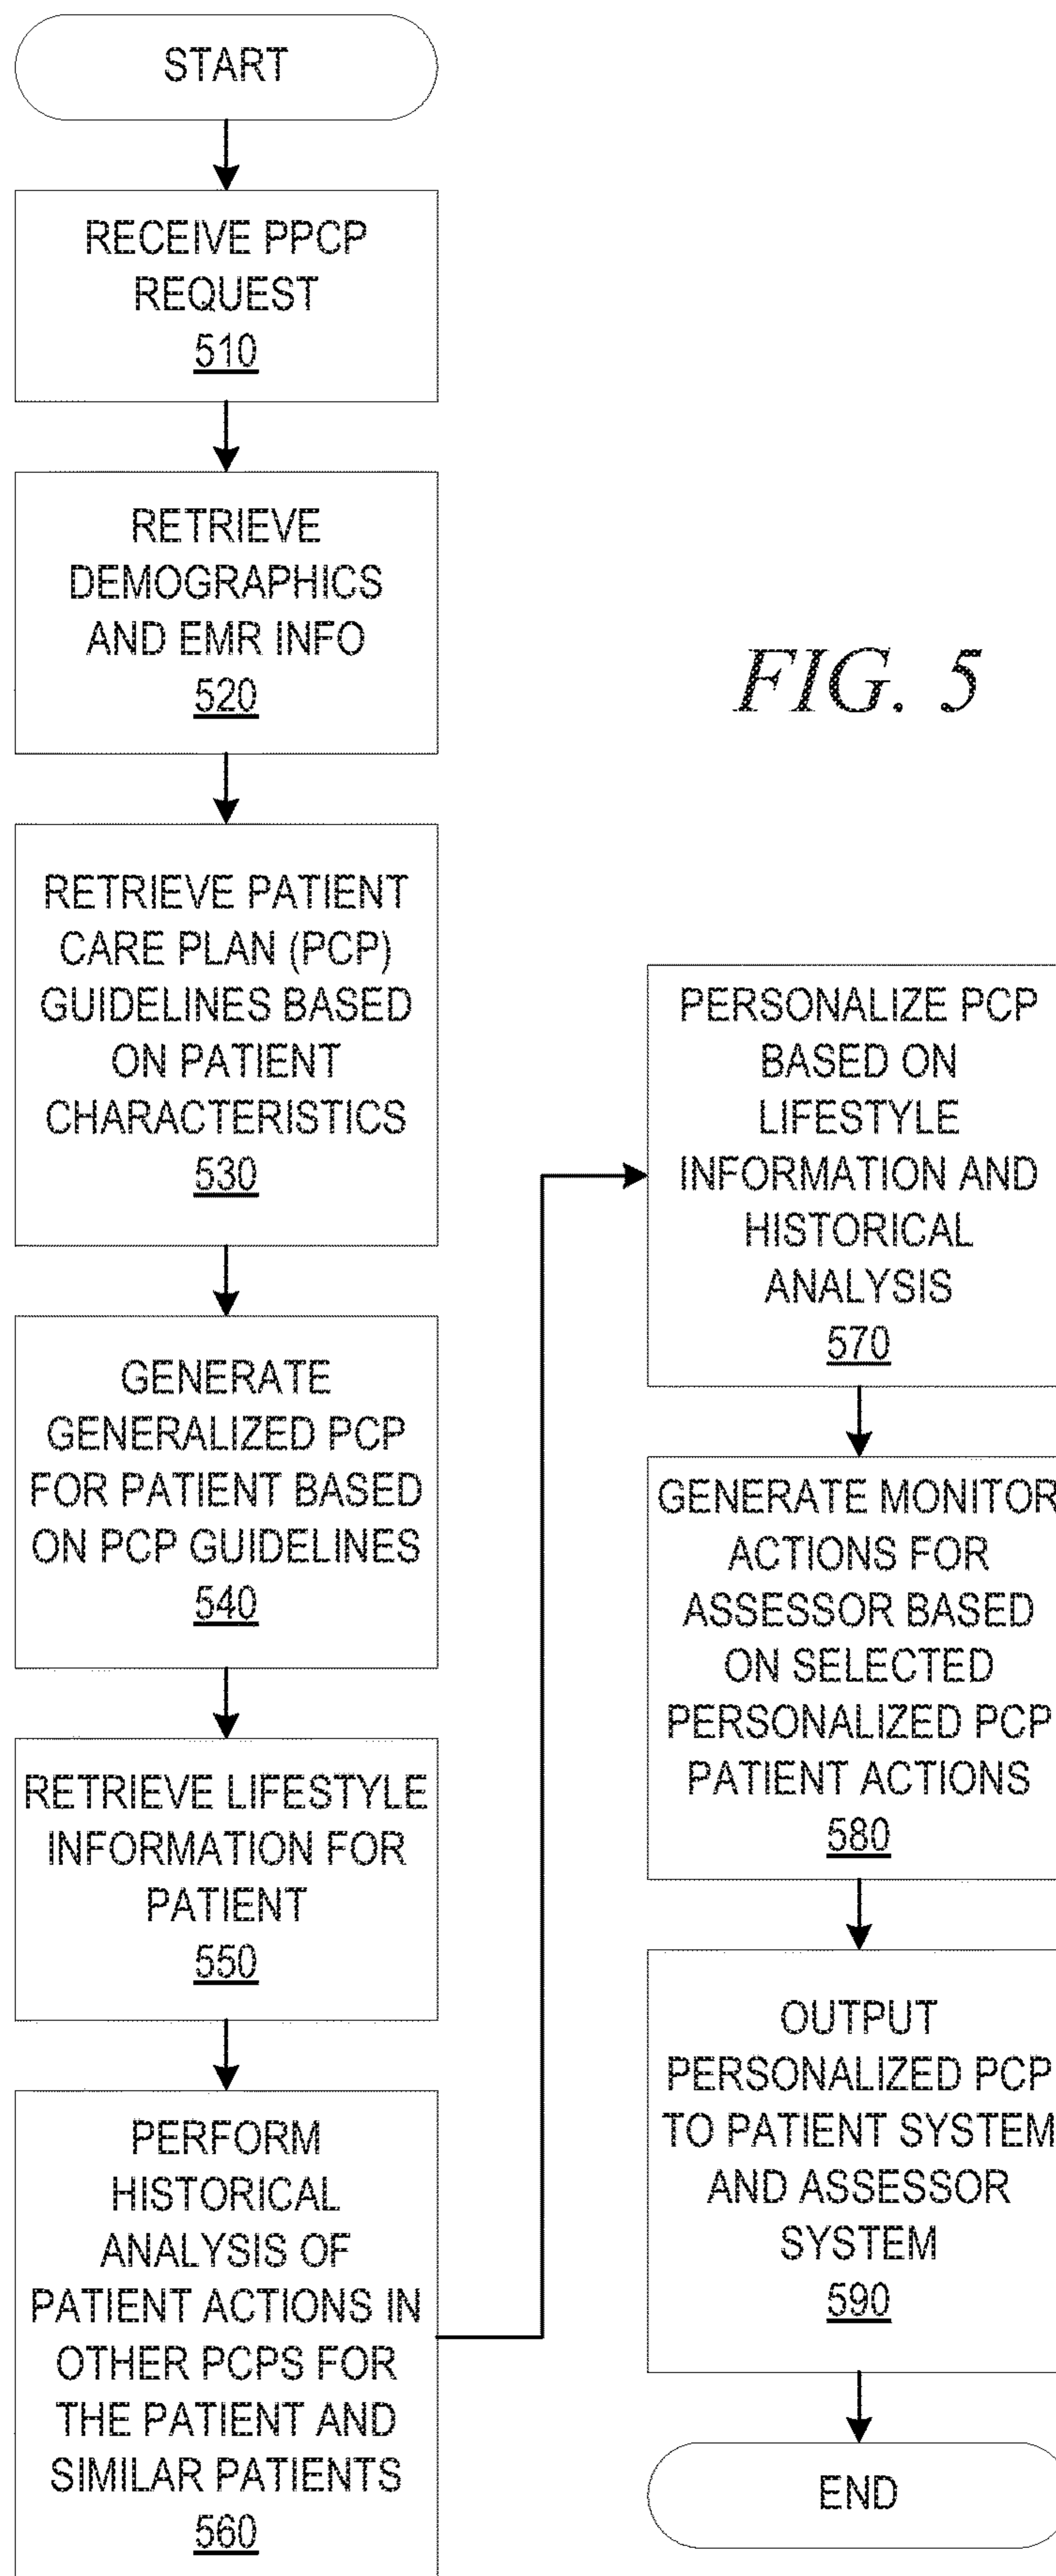 START
RECEIVE PPCP
REQUEST
510
RETRIEVE
DEMOGRAPHICS
AND EMR INFO
520
RETRIEVE PATIENT
CARE PLAN (PCP)
GUIDELINES BASED
ON PATIENT
CHARACTERISTICS
530
GENERATE
GENERALIZED PCP
FOR PATIENT BASED
ON PCP GUIDELINES
540
RETRIEVE LIFESTYLE
INFORMATION FOR
PATIENT
550
PERFORM
HISTORICAL
ANALYSIS OF
PATIENT ACTIONS IN
OTHER PCPS FOR
THE PATIENT AND
SIMILAR PATIENTS
560
FIG. 5
PERSONALIZE PCP
BASED ON
LIFESTYLE
INFORMATION AND
HISTORICAL
ANALYSIS
570
GENERATE MONITOR
ACTIONS FOR
ASSESSOR BASED
ON SELECTED
PERSONALIZED PCP
PATIENT ACTIONS
580
OUTPUT
PERSONALIZED PCP
TO PATIENT SYSTEM
AND ASSESSOR
SYSTEM
590
END